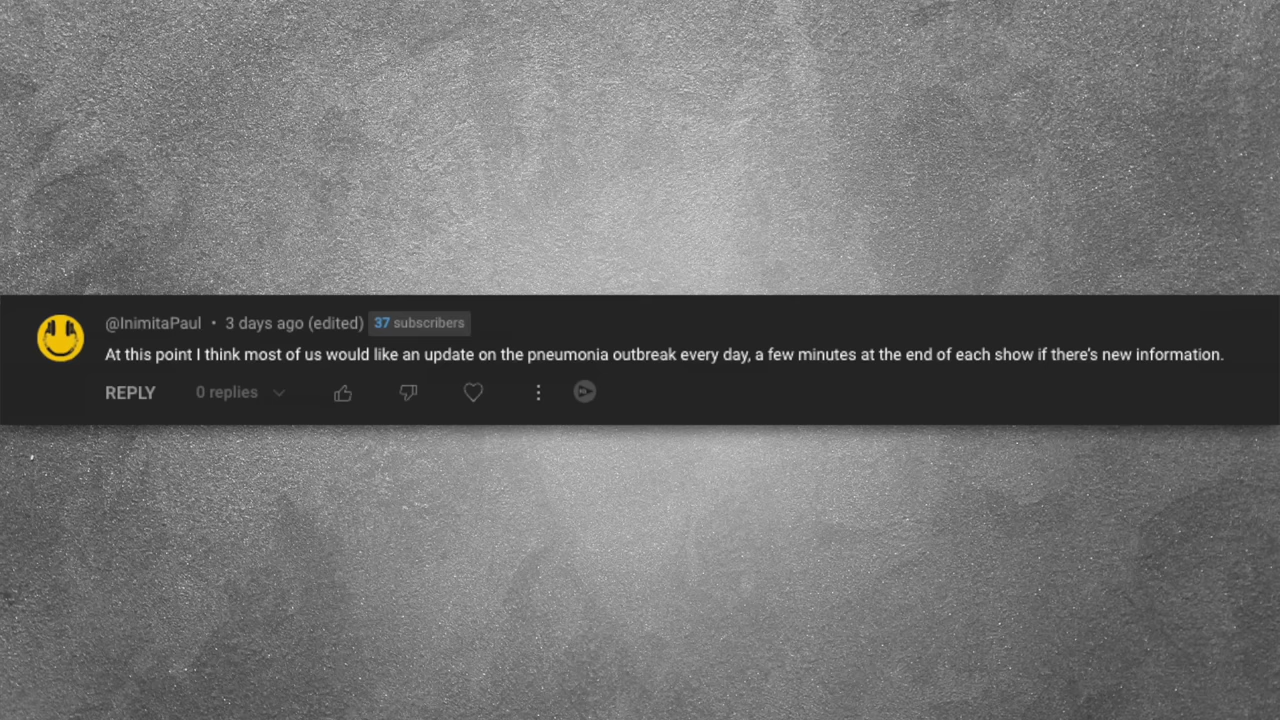 @InimitaPaul • 3 days ago (edited) 37 subscribers
At this point I think most of us would like an update on the pneumonia outbreak every day, a few minutes at the end of each show if there's new information.
REPLY 0 replies